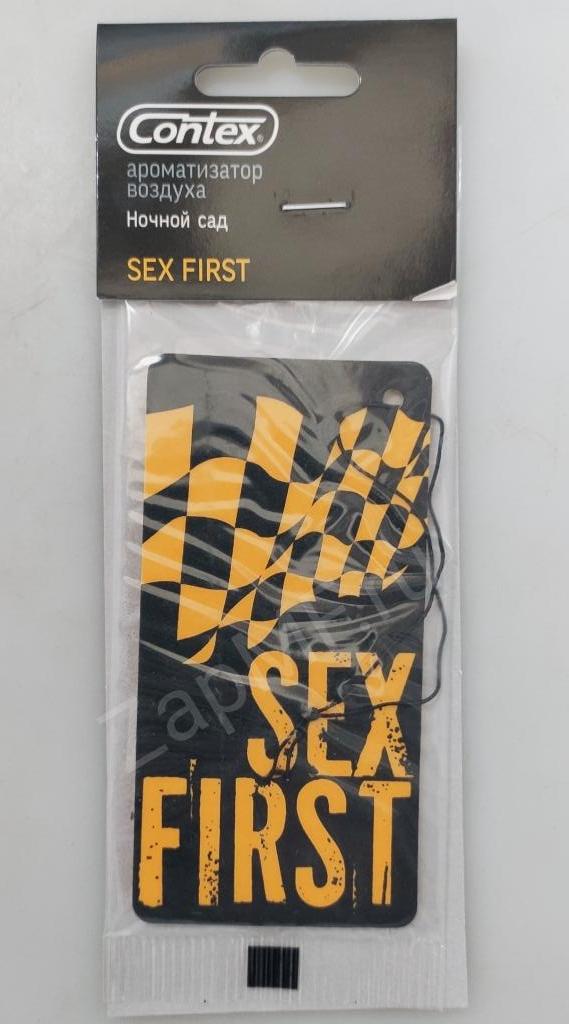 Contex®
ароматизатор
воздуха
Ночной сад
SEX FIRST
SEX
FIRST